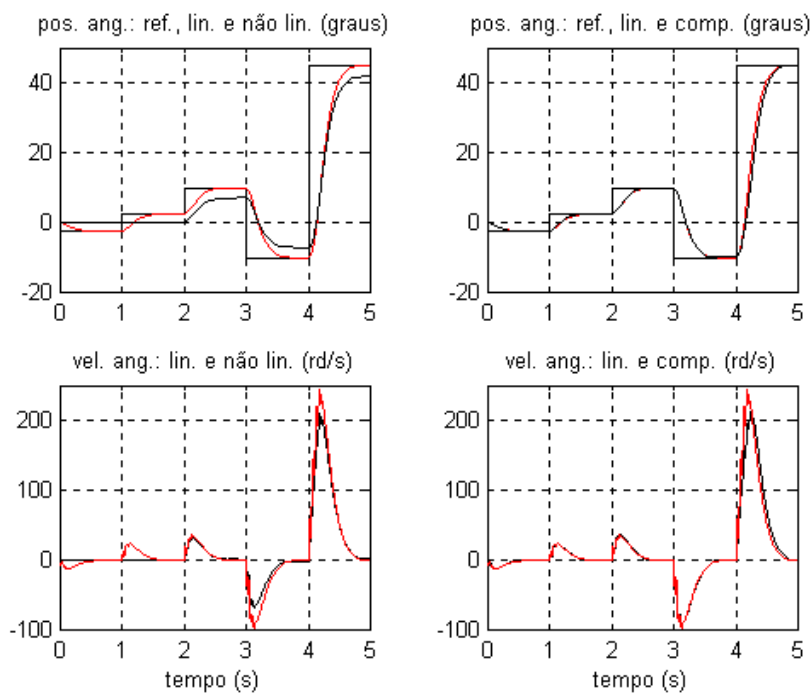 pos. ang.: ref., lin. e não lin. (graus)
40
20
0
-20
0 1 2 3 4 5
pos. ang.: ref., lin. e comp. (graus)
40
20
0
-20
0 1 2 3 4 5
vel. ang.: lin. e não lin. (rd/s)
200
100
0
-100
0 1 2 3 4 5
tempo (s)
vel. ang.: lin. e comp. (rd/s)
200
100
0
-100
0 1 2 3 4 5
tempo (s)